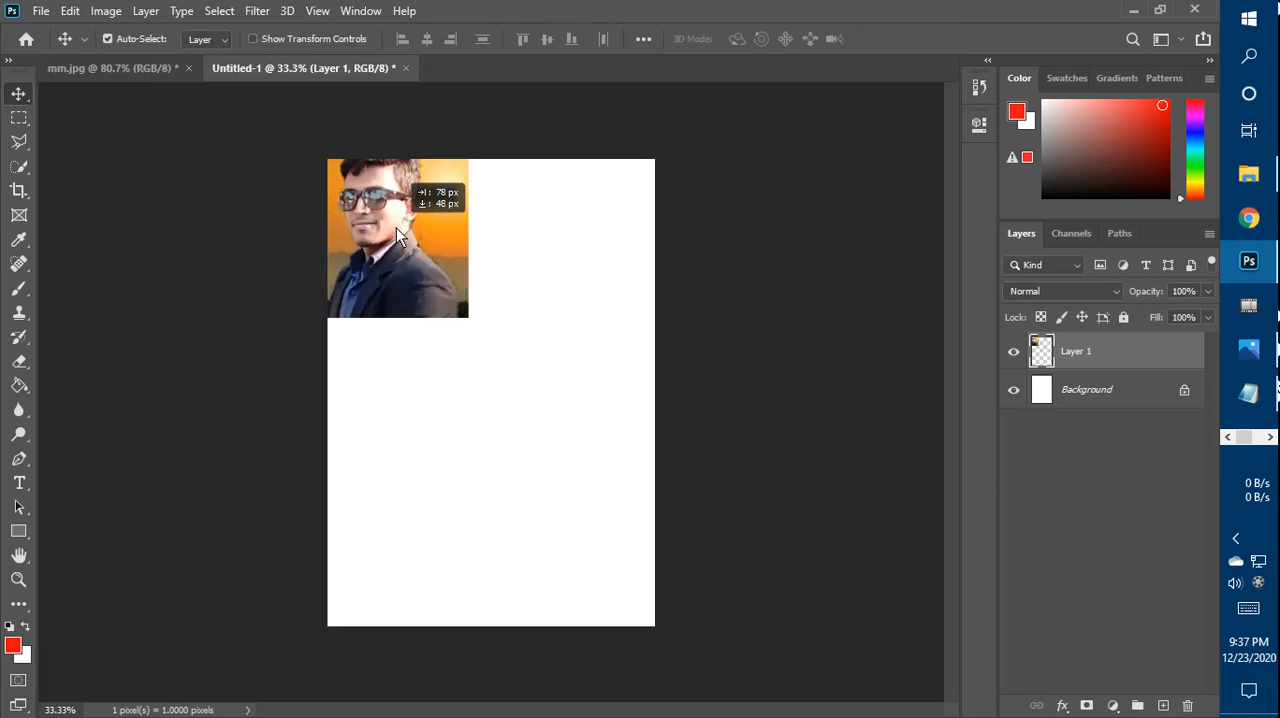 Ps File Edit Image Layer Type Select Filter 3D View Window Help
Auto-Select: Layer Show Transform Controls 3D Mode:
mm.jpg @ 80.7% (RGB/8) * × Untitled-1 @ 33.3% (Layer 1, RGB/8) * ×
Color Swatches Gradients Patterns
→|: 78 px
↓: 48 px
Layers Channels Paths
Kind
Normal Opacity: 100%
Lock: Fill: 100%
Layer 1
Background
fx
33.33% 1 pixel(s) = 1.0000 pixels
Ps
0 B/s
0 B/s
9:37 PM
12/23/2020